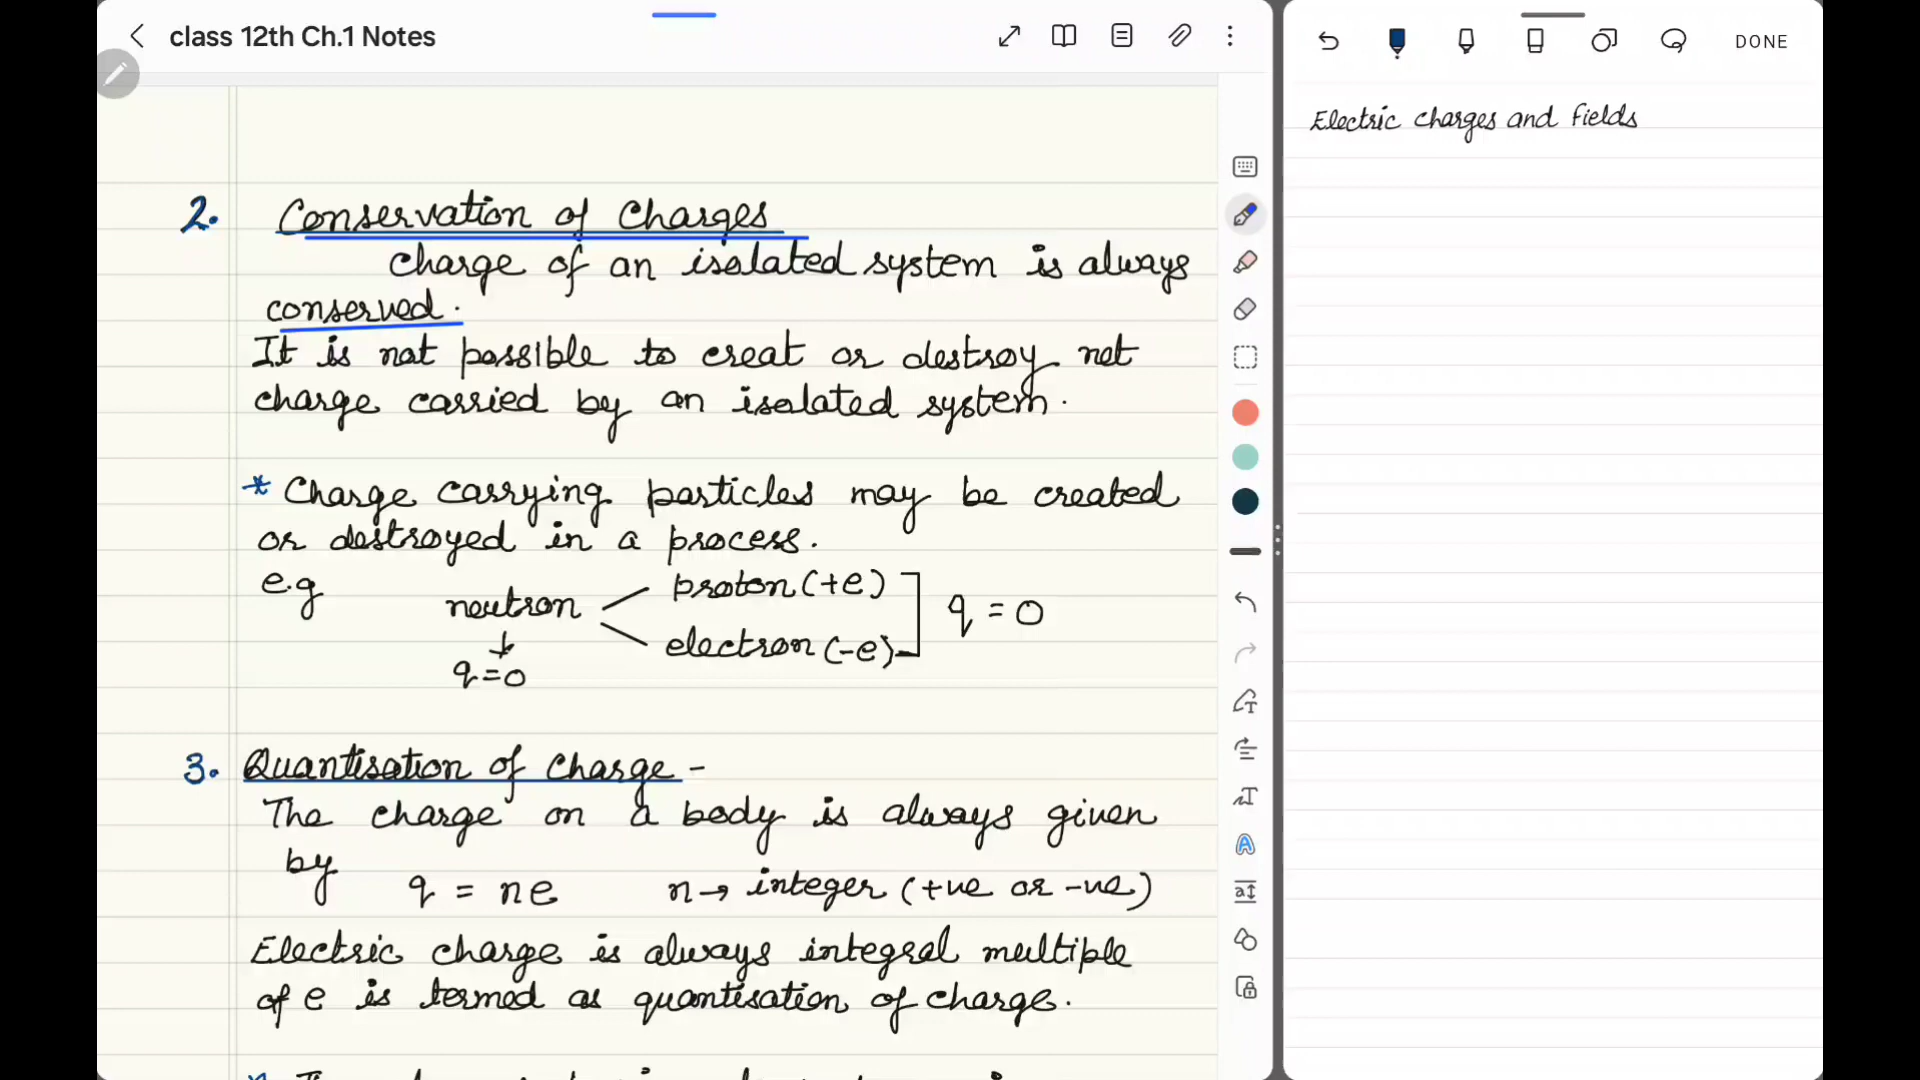 class 12th Ch.1 Notes
DONE
Electric charges and fields
2. Conservation of Charges
charge of an isolated system is always
conserved.
It is not possible to creat or destroy net
charge carried by an isolated system.
* Charge carrying particles may be created
or destroyed in a process.
e.g
neutron
proton (+e)
electron (-e)
q = 0
q = 0
3. Quantisation of Charge -
The charge on a body is always given
by
q = ne n → integer (+ve or -ve)
Electric charge is always integral multiple
of e is termed as quantisation of charge.